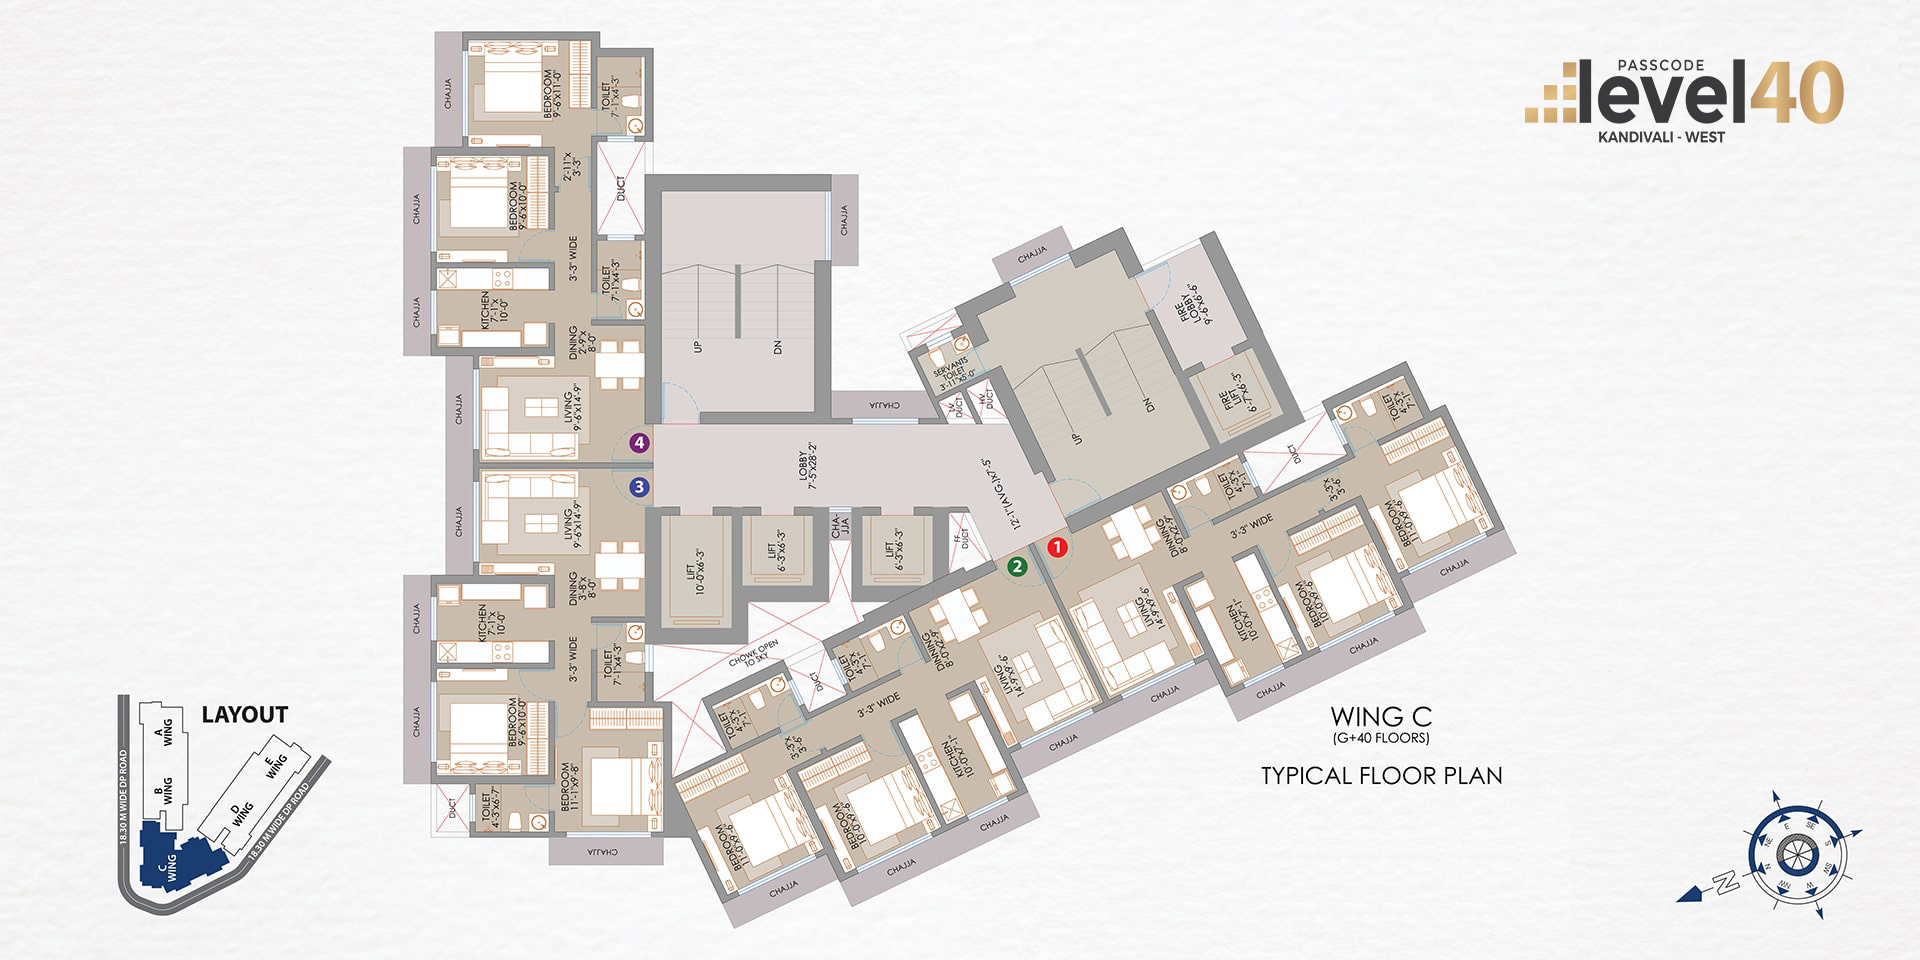 PASSCODE
level40
KANDIVALI - WEST
CHAJJA
BEDROOM
9'-6"X11'-0"
TOILET
7'-1"X4'-3"
2'-11"X
3'-3"
DUCT
CHAJJA
BEDROOM
9'-6"X10'-0"
3'-3" WIDE
TOILET
7'-1"X4'-3"
CHAJJA
KITCHEN
7'-1"X
10'-0"
DINING
2'-9"X
8'-0"
CHAJJA
LIVING
9'-6"X14'-9"
4
UP
DN
CHAJJA
CHAJJA
CHAJJA
SERVANTS
TOILET
3'-11"X5'-0"
LV
DUCT
HV
DUCT
UP
DN
FIRE
LOBBY
9'-6"X6'-6"
FIRE
LIFT
6'-7"X6'-3"
LOBBY
7'-5"X28'-2"
12'-1"(AVG.)X7'-5"
3
CHAJJA
LIVING
9'-6"X14'-9"
DINING
3'-8"X
8'-0"
CHAJJA
KITCHEN
7'-1"X
10'-0"
3'-3" WIDE
TOILET
7'-1"X4'-3"
CHAJJA
BEDROOM
9'-6"X10'-0"
BEDROOM
11'-1"X9'-8"
DUCT
TOILET
4'-3"X6'-7"
CHAJJA
LIFT
10'-0"X6'-3"
LIFT
6'-3"X6'-3"
CHA-
JJA
LIFT
6'-3"X6'-3"
FF
DUCT
CHOWK OPEN
TO SKY
2
DINNING
8'-0"X2'-9"
LIVING
14'-9"X9'-6"
TOILET
4'-3"X
7'-1"
DUCT
TOILET
4'-3"X
7'-1"
3'-3" WIDE
3'-3"X
3'-6"
KITCHEN
10'-0"X7'-1"
BEDROOM
10'-0"X9'-6"
BEDROOM
11'-0"X9'-6"
CHAJJA
CHAJJA
CHAJJA
CHAJJA
1
DINNING
8'-0"X2'-9"
LIVING
14'-9"X9'-6"
TOILET
4'-3"X
7'-1"
DUCT
TOILET
4'-3"X
7'-1"
3'-3" WIDE
3'-3"X
3'-6"
KITCHEN
10'-0"X7'-1"
BEDROOM
10'-0"X9'-6"
BEDROOM
11'-0"X9'-6"
CHAJJA
CHAJJA
CHAJJA
CHAJJA
WING C
(G+40 FLOORS)
TYPICAL FLOOR PLAN
LAYOUT
18.30 M WIDE DP ROAD
A
WING
B
WING
C
WING
D
WING
E
WING
18.30 M WIDE DP ROAD
N
NE
E
SE
S
SW
W
NW
N